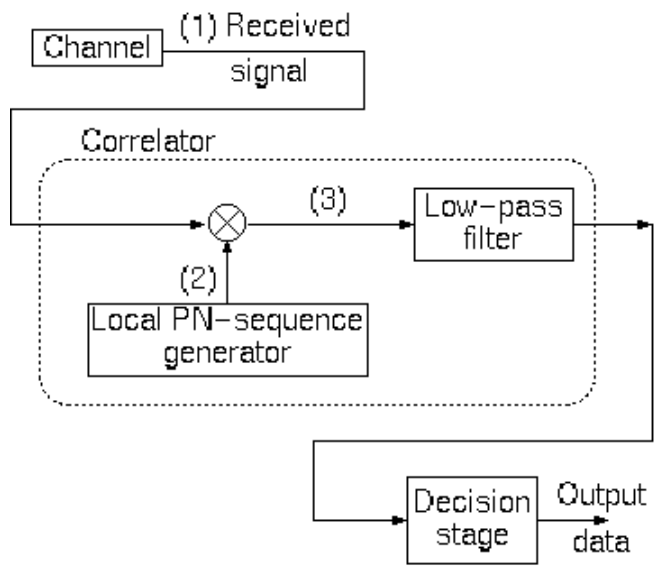 (1) Received
Channel
signal
Correlator
(3)
Low-pass
filter
(2)
Local PN-sequence
generator
Decision
stage
Output
data